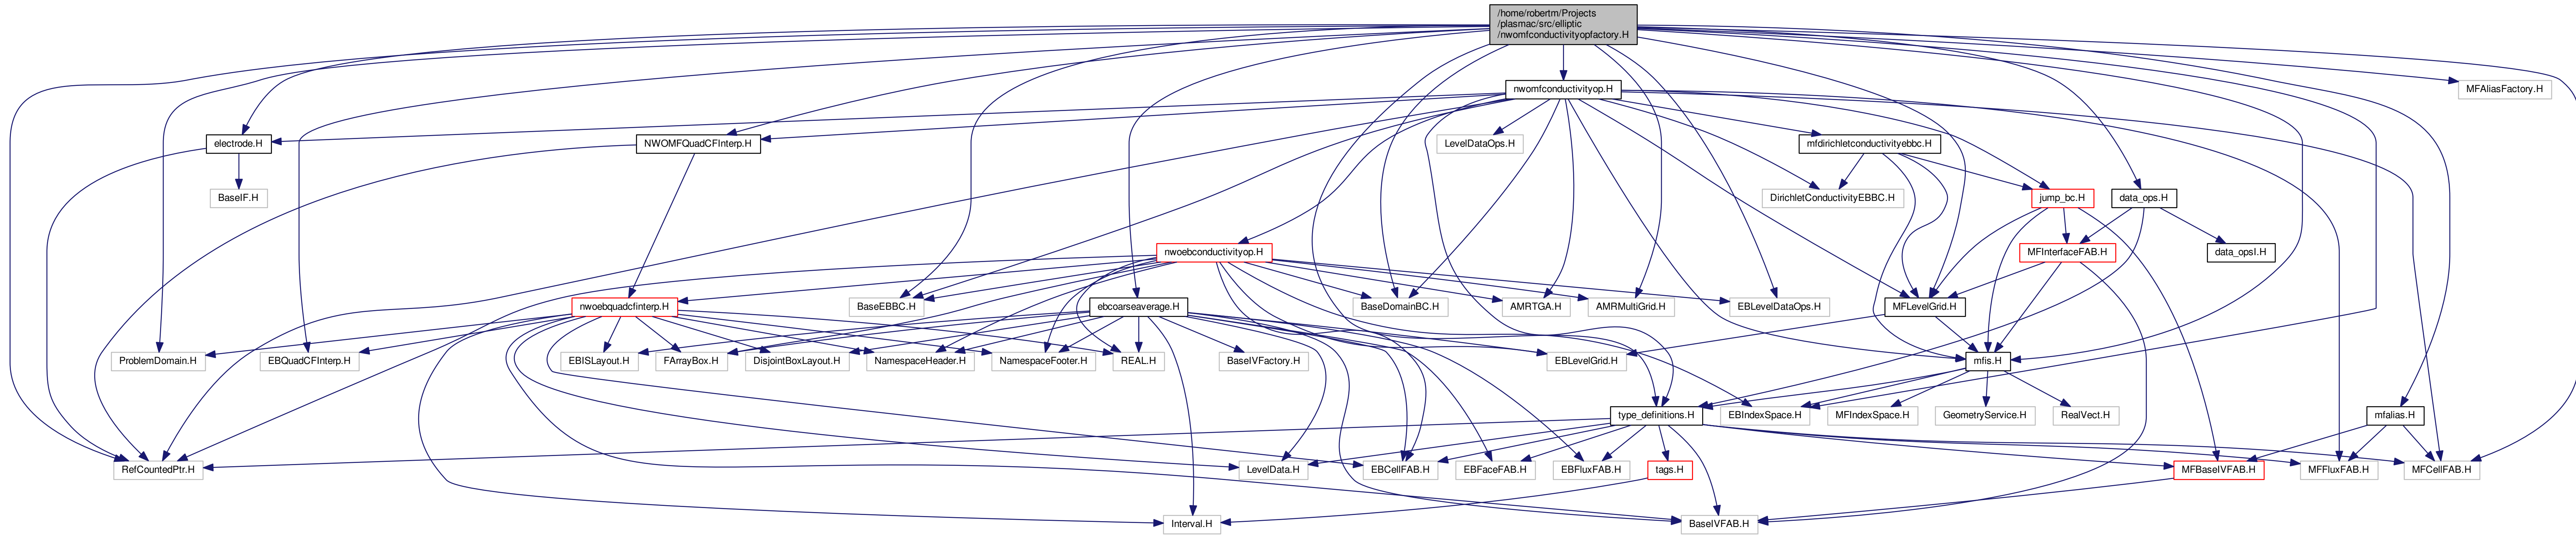 /home/robertm/Projects
/plasmac/src/elliptic
/nwomfconductivityopfactory.H
MFAliasFactory.H
nwomfconductivityop.H
electrode.H
NWOMFQuadCFInterp.H
LevelDataOps.H
mfdirichletconductivityebbc.H
BaseIF.H
DirichletConductivityEBBC.H
jump_bc.H
data_ops.H
nwoebconductivityop.H
MFInterfaceFAB.H
data_opsI.H
nwoebquadcfinterp.H
BaseEBBC.H
ebcoarseaverage.H
BaseDomainBC.H
AMRTGA.H
AMRMultiGrid.H
EBLevelDataOps.H
MFLevelGrid.H
ProblemDomain.H
EBQuadCFInterp.H
EBISLayout.H
FArrayBox.H
DisjointBoxLayout.H
NamespaceHeader.H
NamespaceFooter.H
REAL.H
BaseIVFactory.H
EBLevelGrid.H
mfis.H
type_definitions.H
EBIndexSpace.H
MFIndexSpace.H
GeometryService.H
RealVect.H
mfalias.H
RefCountedPtr.H
LevelData.H
EBCellFAB.H
EBFaceFAB.H
EBFluxFAB.H
tags.H
MFBaseIVFAB.H
MFFluxFAB.H
MFCellFAB.H
Interval.H
BaseIVFAB.H